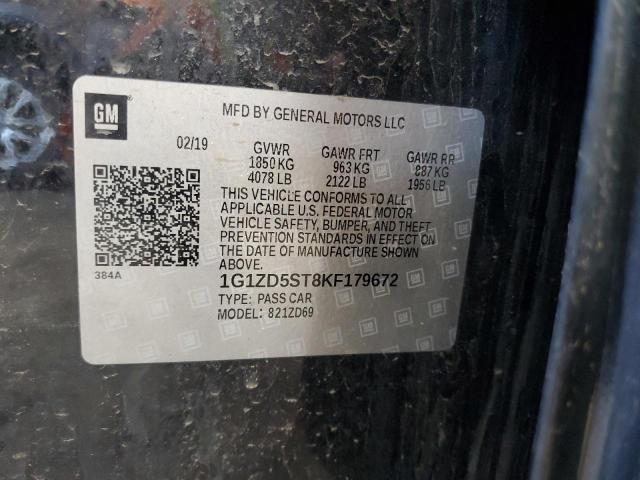 GM
MFD BY GENERAL MOTORS LLC
02/19 GVWR GAWR FRT GAWR RR
1850 KG 963 KG 887 KG
4078 LB 2122 LB 1956 LB
THIS VEHICLE CONFORMS TO ALL
APPLICABLE U.S. FEDERAL MOTOR
VEHICLE SAFETY, BUMPER, AND THEFT
PREVENTION STANDARDS IN EFFECT ON
THE DATE OF MANUFACTURE SHOWN
ABOVE.
384A
1G1ZD5ST8KF179672
TYPE: PASS CAR
MODEL: 821ZD69